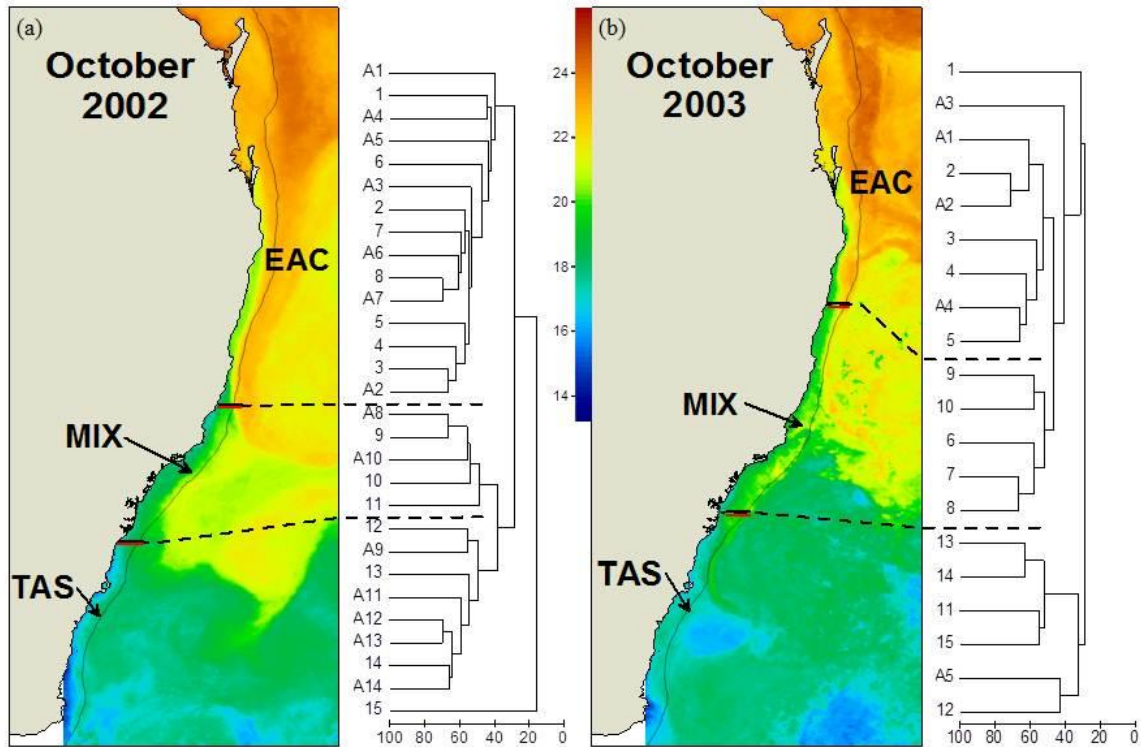 (a)
October
2002
EAC
MIX
TAS
A1
1
A4
A5
6
A3
2
7
A6
8
A7
5
4
3
A2
A8
9
A10
10
11
12
A9
13
A11
A12
A13
14
A14
15
100 80 60 40 20 0
24
22
20
18
16
14
(b)
October
2003
EAC
MIX
TAS
1
A3
A1
2
A2
3
4
A4
5
9
10
6
7
8
13
14
11
15
A5
12
100 80 60 40 20 0